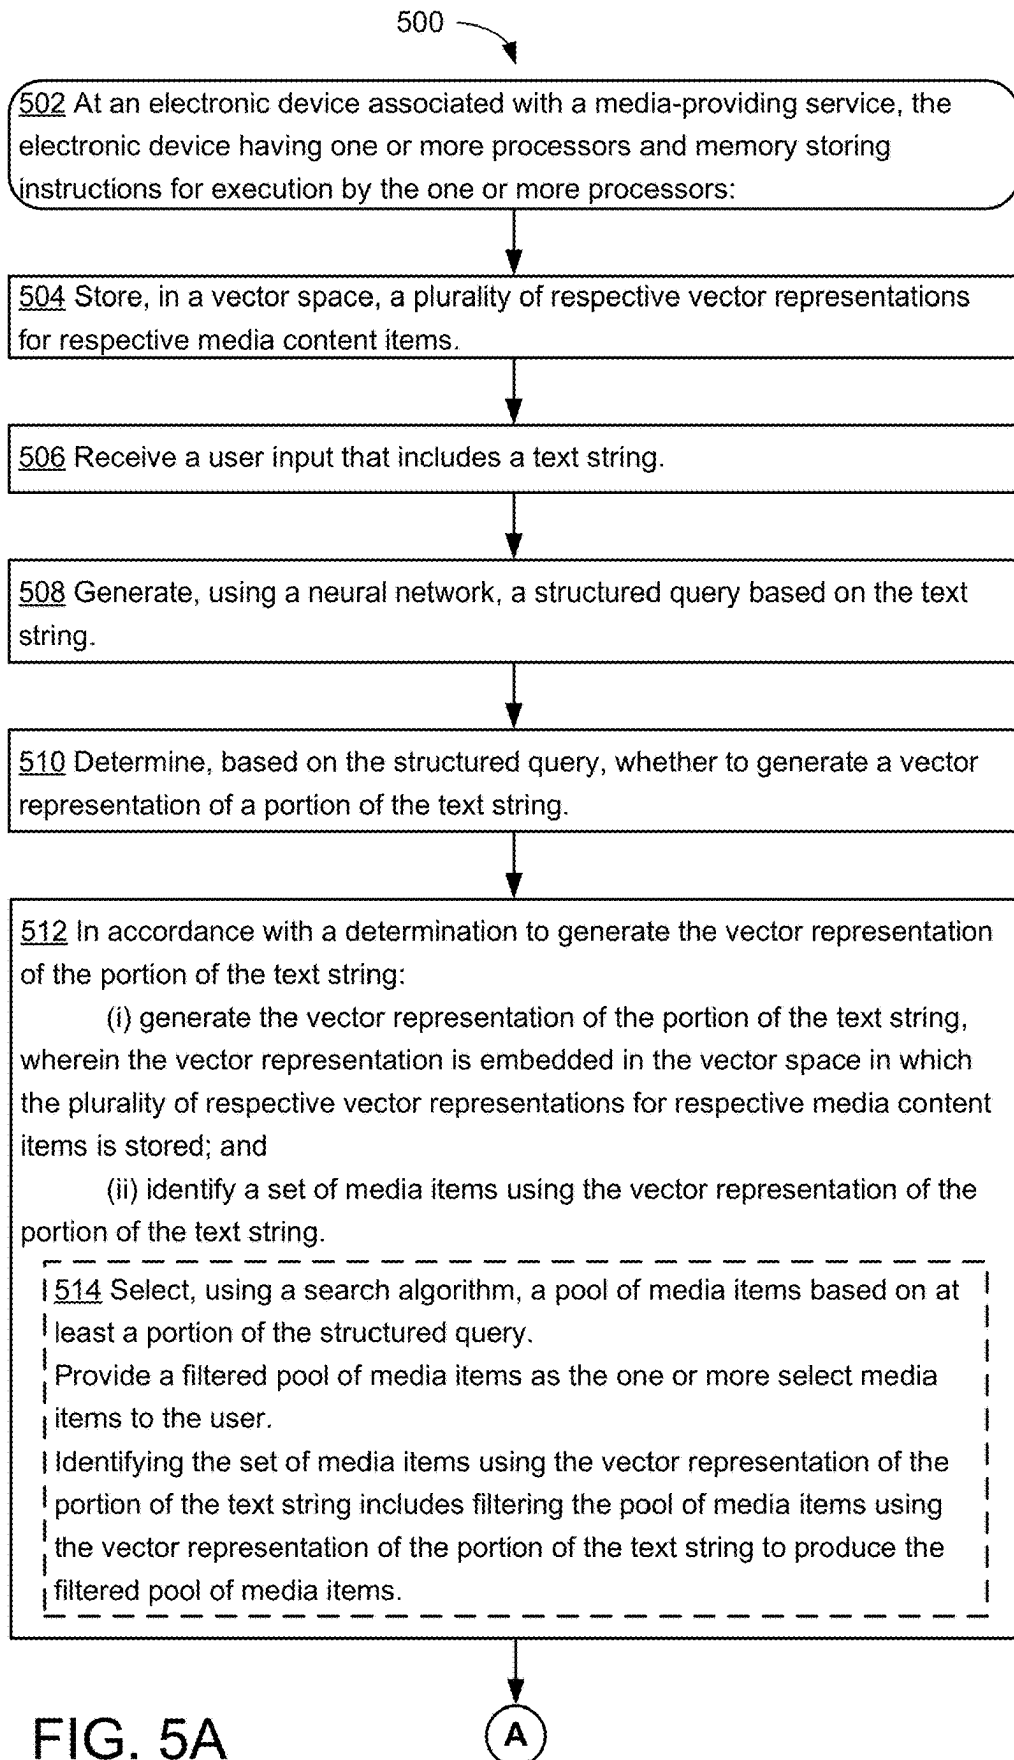 500
502 At an electronic device associated with a media-providing service, the
electronic device having one or more processors and memory storing
instructions for execution by the one or more processors:
504 Store, in a vector space, a plurality of respective vector representations
for respective media content items.
506 Receive a user input that includes a text string.
508 Generate, using a neural network, a structured query based on the text
string.
510 Determine, based on the structured query, whether to generate a vector
representation of a portion of the text string.
512 In accordance with a determination to generate the vector representation
of the portion of the text string:
(i) generate the vector representation of the portion of the text string,
wherein the vector representation is embedded in the vector space in which
the plurality of respective vector representations for respective media content
items is stored; and
(ii) identify a set of media items using the vector representation of the
portion of the text string.
514 Select, using a search algorithm, a pool of media items based on at
least a portion of the structured query.
Provide a filtered pool of media items as the one or more select media
items to the user.
Identifying the set of media items using the vector representation of the
portion of the text string includes filtering the pool of media items using
the vector representation of the portion of the text string to produce the
filtered pool of media items.
FIG. 5A
A